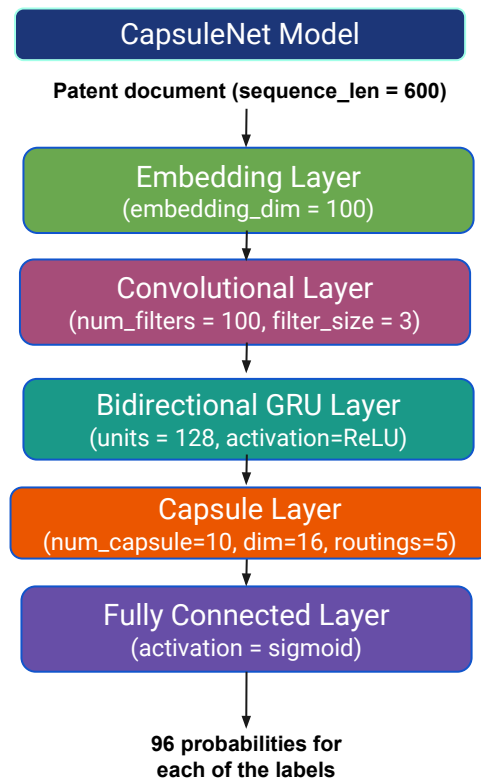 CapsuleNet Model
Patent document (sequence_len = 600)
Embedding Layer
(embedding_dim = 100)
Convolutional Layer
(num_filters = 100, filter_size = 3)
Bidirectional GRU Layer
(units = 128, activation=ReLU)
Capsule Layer
(num_capsule=10, dim=16, routings=5)
Fully Connected Layer
(activation = sigmoid)
96 probabilities for
each of the labels